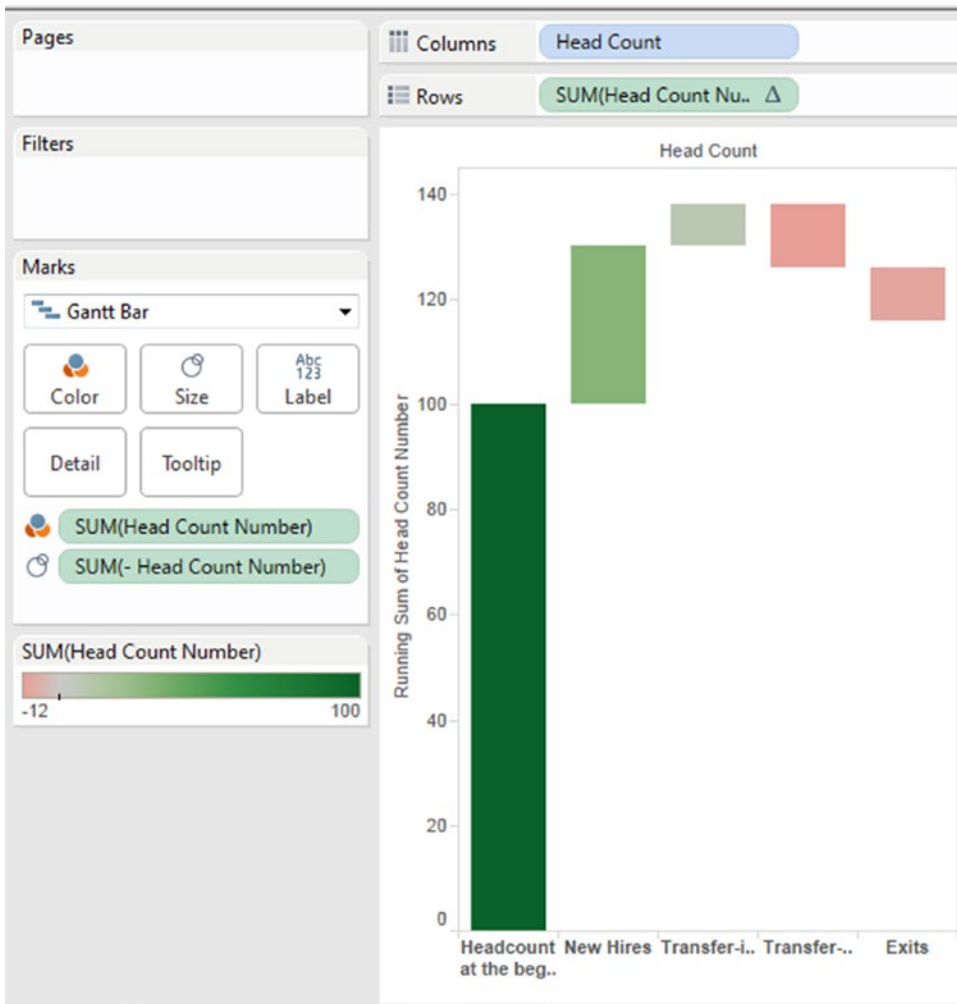 Pages
Columns
Head Count
Rows
SUM(Head Count Nu.. Δ
Filters
Marks
Gantt Bar
Color
Size
Abc
123
Label
Detail
Tooltip
SUM(Head Count Number)
SUM(- Head Count Number)
SUM(Head Count Number)
-12
100
Head Count
Running Sum of Head Count Number
140
120
100
80
60
40
20
0
Headcount New Hires Transfer-i.. Transfer-.. Exits
at the beg..